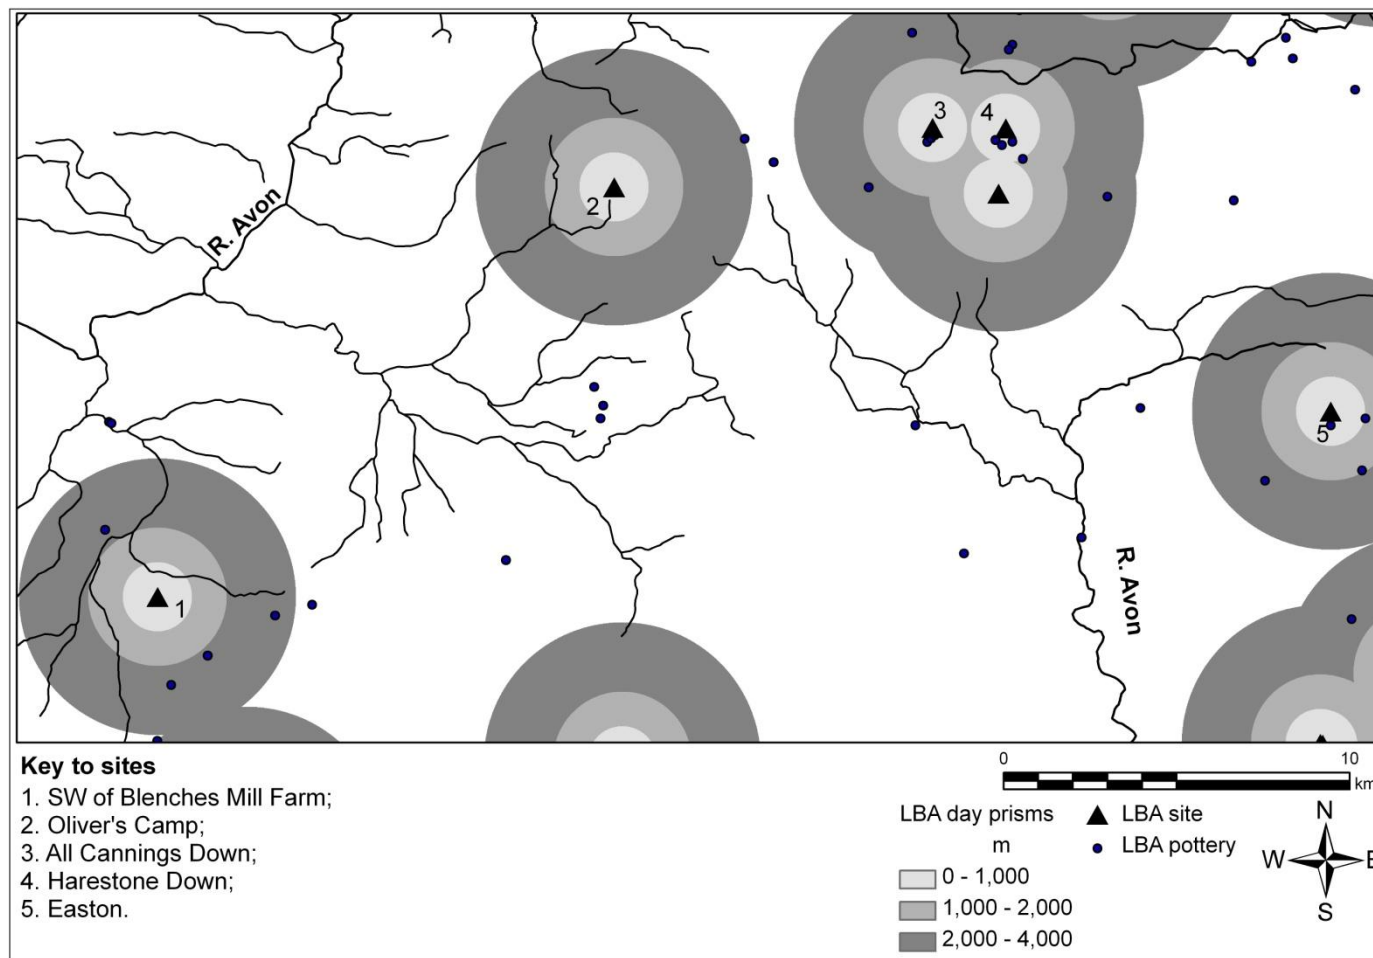 3
4
2
R. Avon
5
1
R. Avon
Key to sites
1. SW of Blenches Mill Farm;
2. Oliver's Camp;
3. All Cannings Down;
4. Harestone Down;
5. Easton.
0 10
km
LBA day prisms
m
0 - 1,000
1,000 - 2,000
2,000 - 4,000
LBA site
LBA pottery
N
W E
S